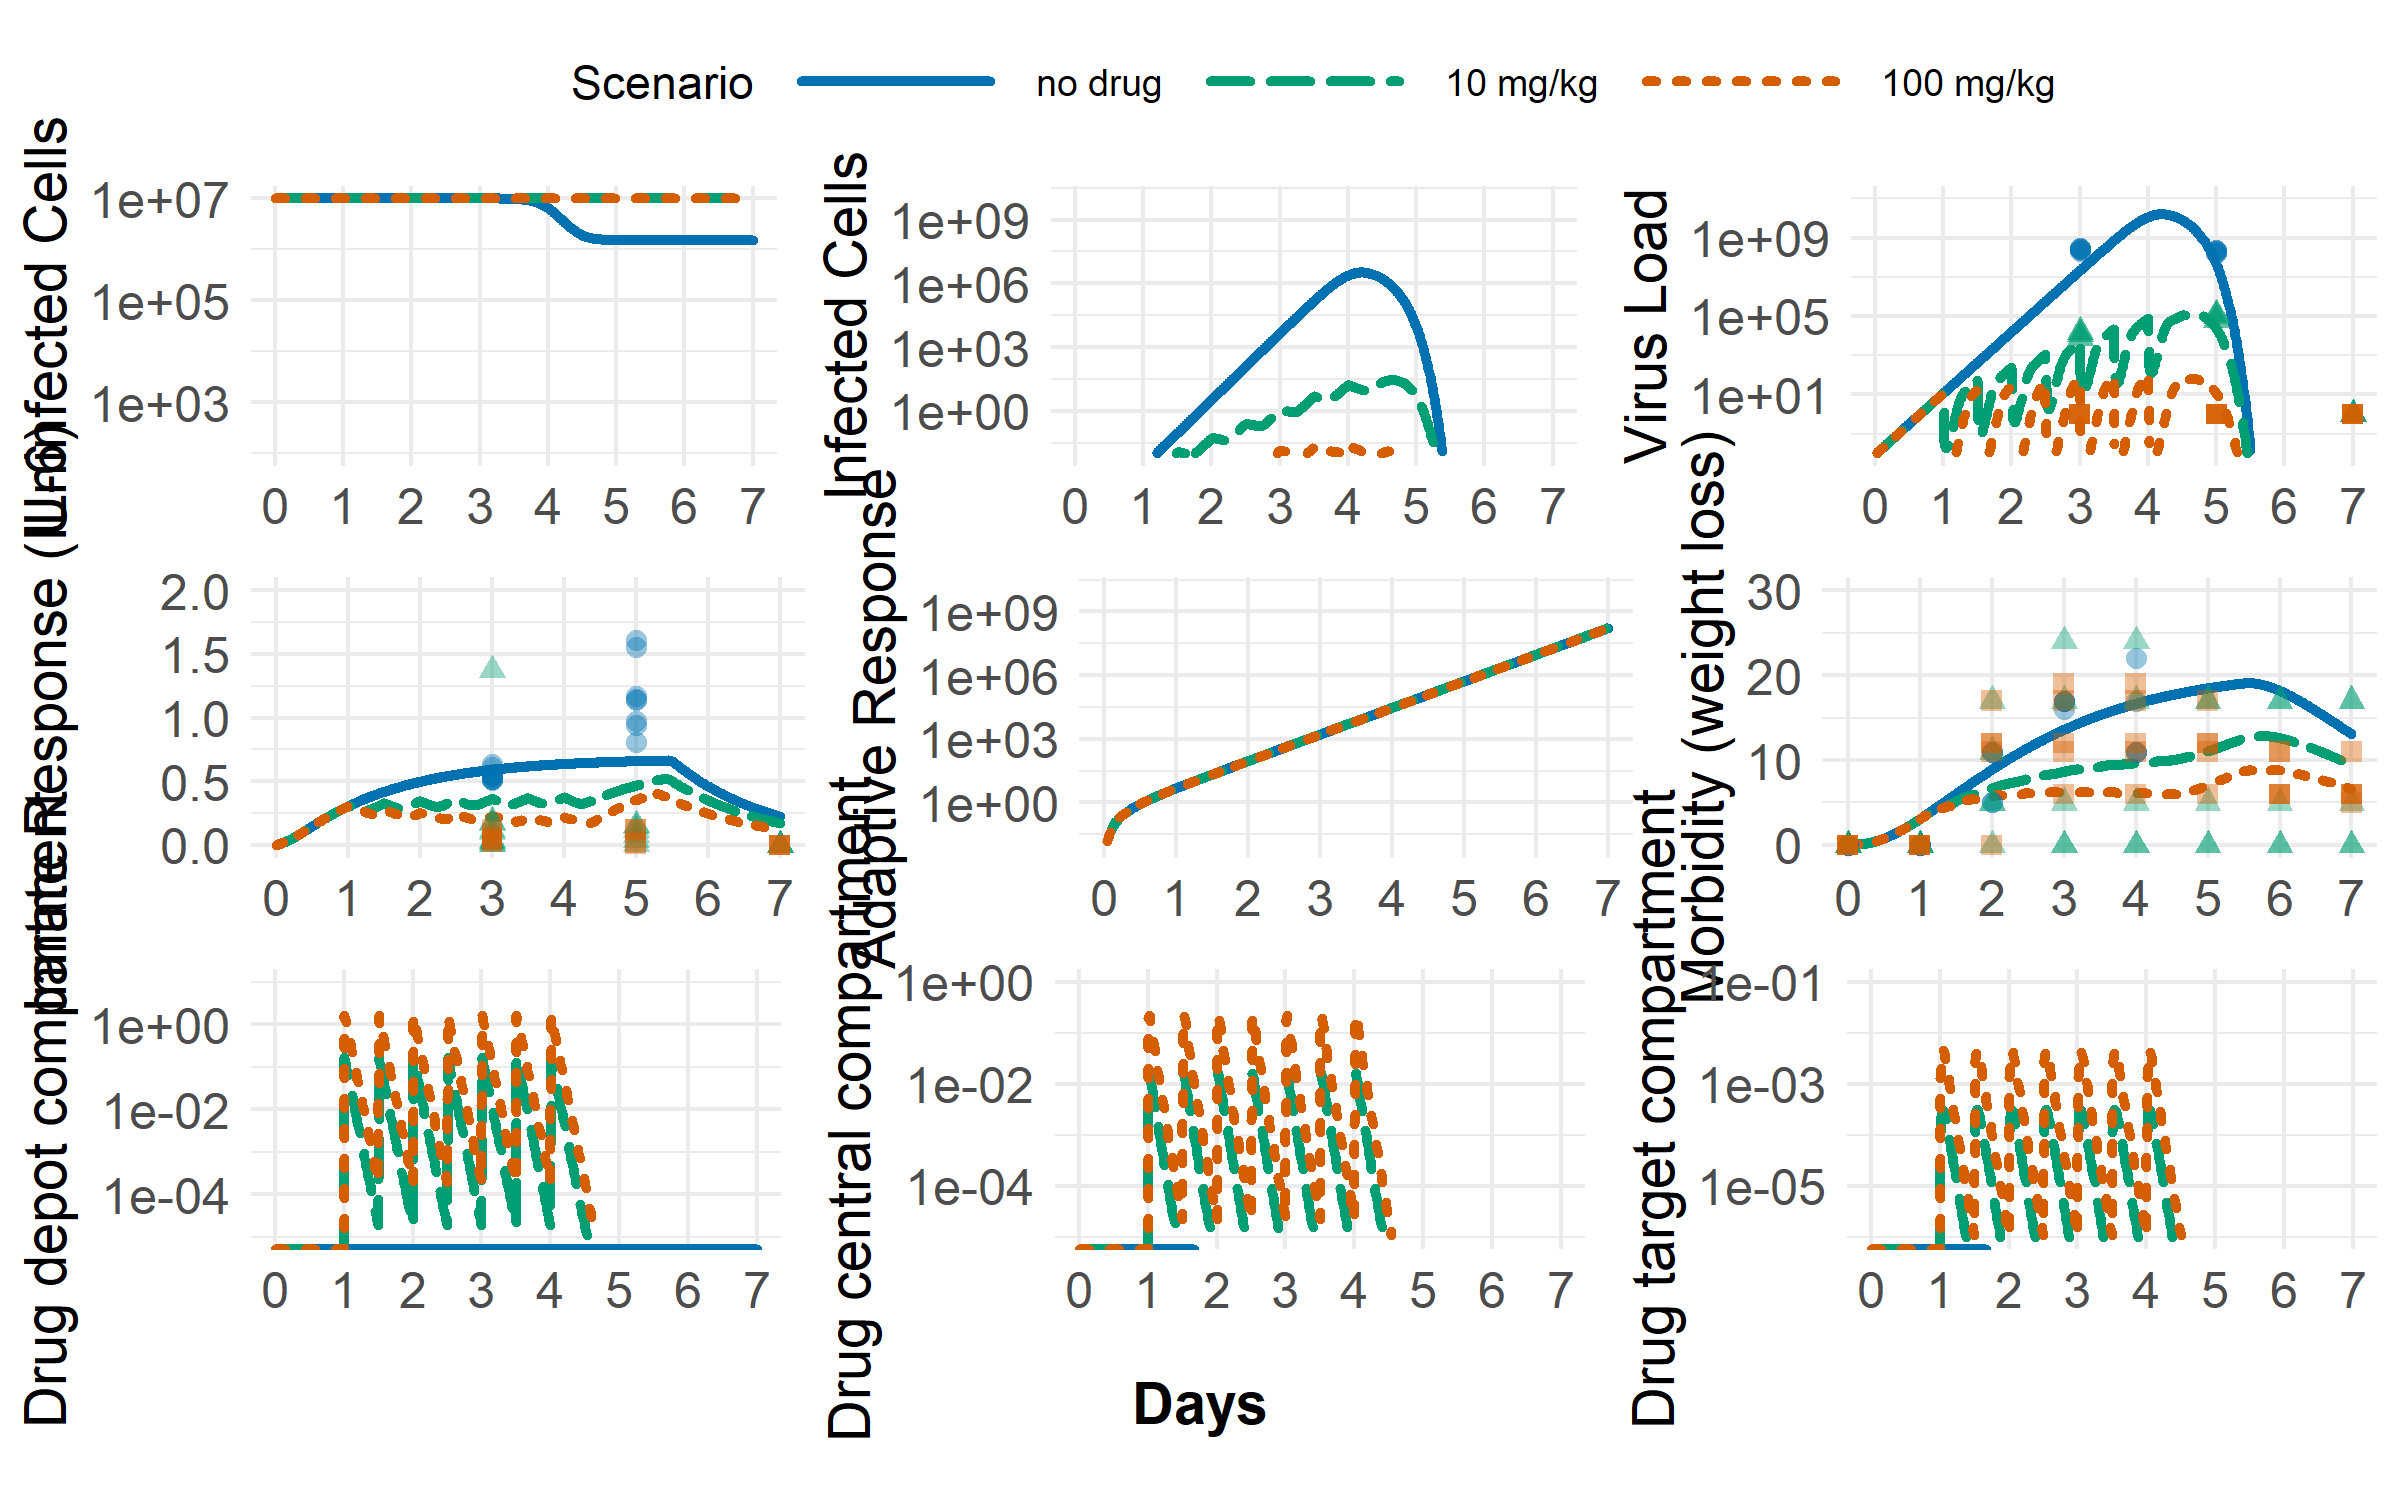 Scenario no drug 10 mg/kg 100 mg/kg
Uninfected Cells
1e+07
1e+05
1e+03
0 1 2 3 4 5 6 7
Infected Cells
1e+09
1e+06
1e+03
1e+00
0 1 2 3 4 5 6 7
Virus Load
1e+09
1e+05
1e+01
0 1 2 3 4 5 6 7
Innate Response (IL-6)
2.0
1.5
1.0
0.5
0.0
0 1 2 3 4 5 6 7
Adaptive Response
1e+09
1e+06
1e+03
1e+00
0 1 2 3 4 5 6 7
Morbidity (weight loss)
30
20
10
0
0 1 2 3 4 5 6 7
Drug depot compartment
1e+00
1e-02
1e-04
0 1 2 3 4 5 6 7
Drug central compartment
1e+00
1e-02
1e-04
0 1 2 3 4 5 6 7
Drug target compartment
1e-01
1e-03
1e-05
0 1 2 3 4 5 6 7
Days